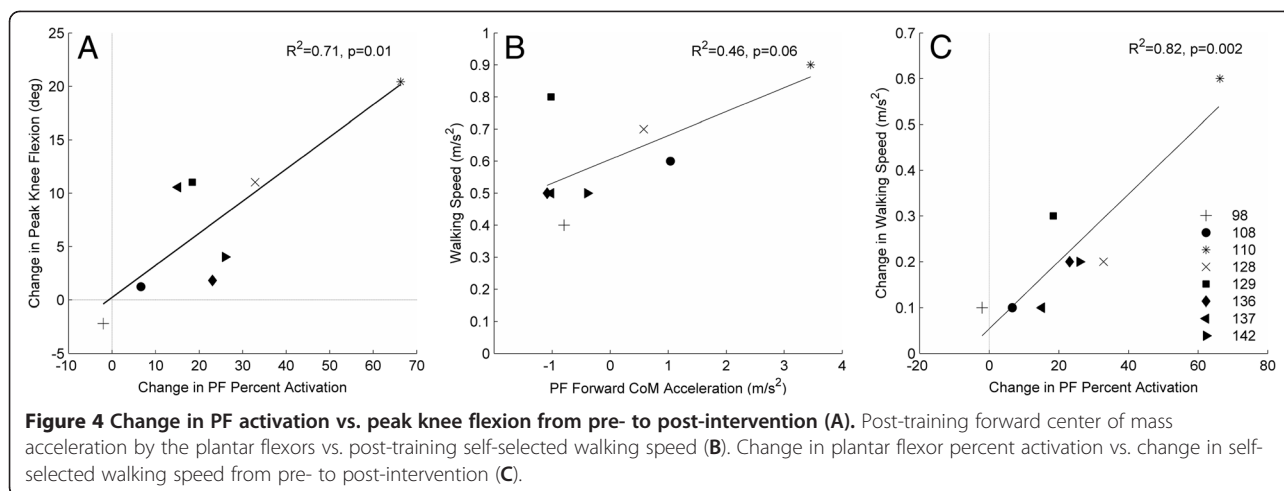 A
R²=0.71, p=0.01
25
20
15
10
5
0
-5
-10 0 10 20 30 40 50 60 70
Change in Peak Knee Flexion (deg)
Change in PF Percent Activation
B
R²=0.46, p=0.06
1
0.9
0.8
0.7
0.6
0.5
0.4
0.3
0.2
0.1
0
-2 -1 0 1 2 3 4
Walking Speed (m/s²)
PF Forward CoM Acceleration (m/s²)
C
R²=0.82, p=0.002
0.7
0.6
0.5
0.4
0.3
0.2
0.1
0
-20 0 20 40 60 80
Change in Walking Speed (m/s²)
Change in PF Percent Activation
98
108
110
128
129
136
137
142
Figure 4 Change in PF activation vs. peak knee flexion from pre- to post-intervention (A). Post-training forward center of mass
acceleration by the plantar flexors vs. post-training self-selected walking speed (B). Change in plantar flexor percent activation vs. change in self-
selected walking speed from pre- to post-intervention (C).